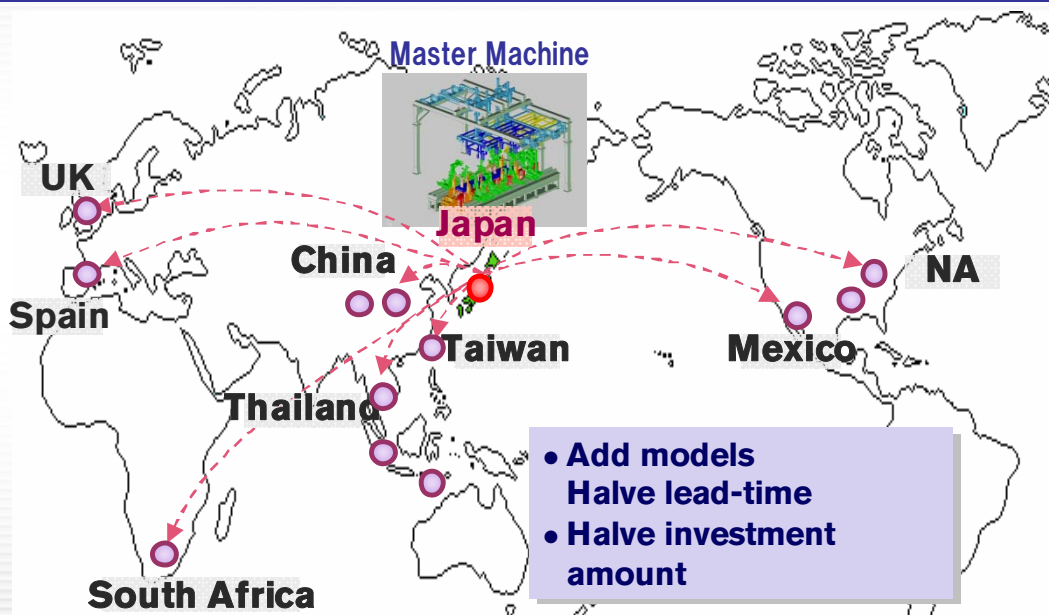 Master Machine
UK
Japan
China
NA
Spain
Taiwan
Mexico
Thailand
• Add models
Halve lead-time
• Halve investment
amount
South Africa